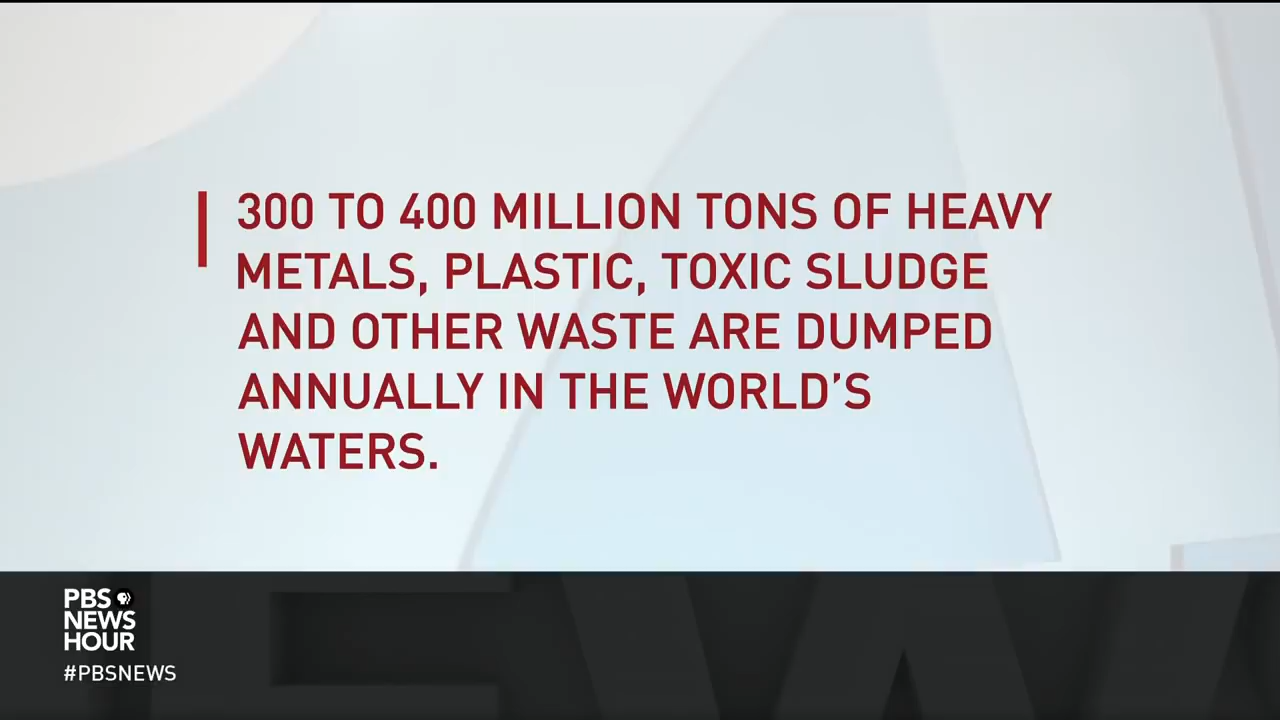 300 TO 400 MILLION TONS OF HEAVY
METALS, PLASTIC, TOXIC SLUDGE
AND OTHER WASTE ARE DUMPED
ANNUALLY IN THE WORLD'S
WATERS.
PBS
NEWS
HOUR
#PBSNEWS